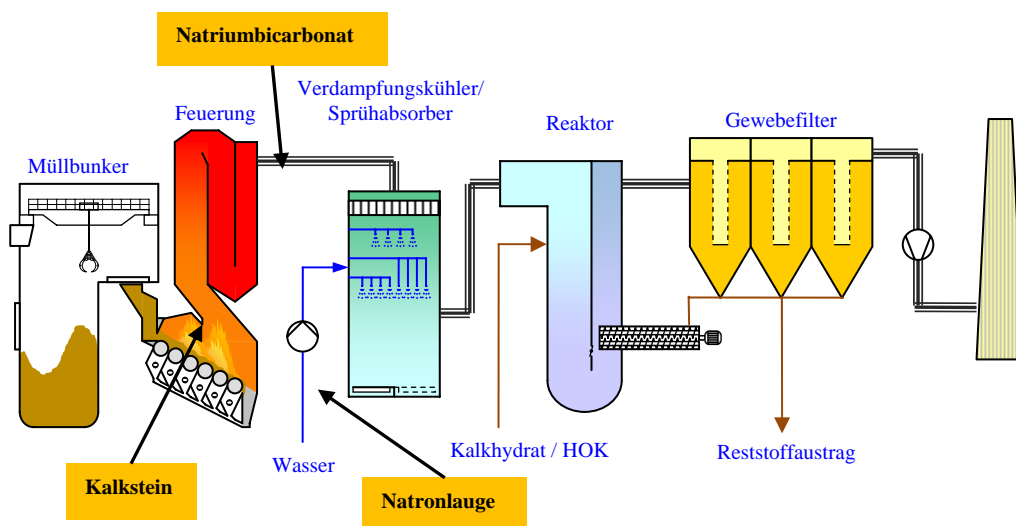 Natriumbicarbonat
Verdampfungskühler/
Sprühabsorber
Feuerung
Reaktor
Gewebefilter
Müllbunker
Kalkhydrat / HOK
Reststoffaustrag
Wasser
Kalkstein
Natronlauge